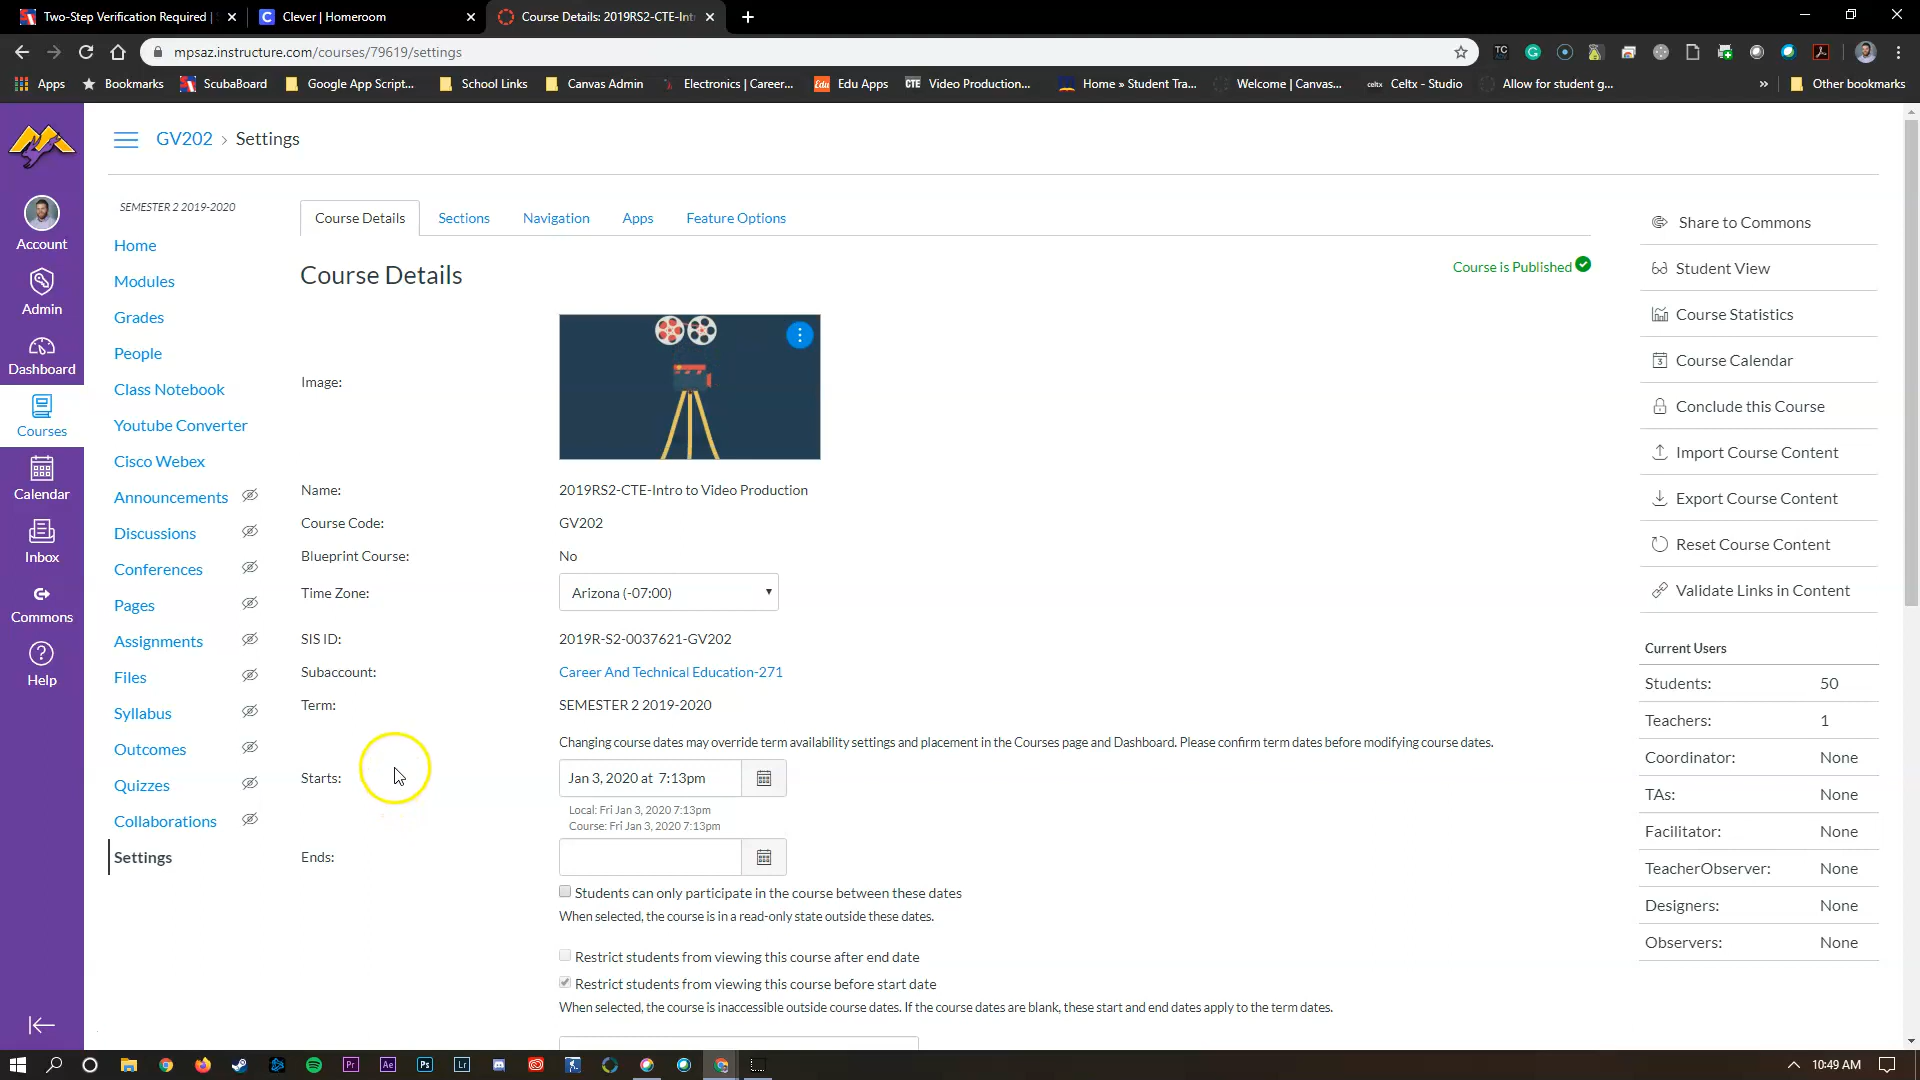 Two-Step Verification Required |
Clever | Homeroom
Course Details: 2019RS2-CTE-Int
mpsaz.instructure.com/courses/79619/settings
Apps
Bookmarks
ScubaBoard
Google App Script...
School Links
Canvas Admin
Electronics | Career...
Edu Apps
Video Production...
Home » Student Tra...
Welcome | Canvas...
Celtx - Studio
Allow for student g...
»
Other bookmarks
GV202 › Settings
Account
Admin
Dashboard
Courses
Calendar
Inbox
Commons
Help
SEMESTER 2 2019-2020
Home
Modules
Grades
People
Class Notebook
Youtube Converter
Cisco Webex
Announcements
Discussions
Conferences
Pages
Assignments
Files
Syllabus
Outcomes
Quizzes
Collaborations
Settings
Course Details
Sections
Navigation
Apps
Feature Options
Course Details
Course is Published
Image:
Name: 2019RS2-CTE-Intro to Video Production
Course Code: GV202
Blueprint Course: No
Time Zone: Arizona (-07:00)
SIS ID: 2019R-S2-0037621-GV202
Subaccount: Career And Technical Education-271
Term: SEMESTER 2 2019-2020
Changing course dates may override term availability settings and placement in the Courses page and Dashboard. Please confirm term dates before modifying course dates.
Starts: Jan 3, 2020 at 7:13pm
Local: Fri Jan 3, 2020 7:13pm
Course: Fri Jan 3, 2020 7:13pm
Ends:
Students can only participate in the course between these dates
When selected, the course is in a read-only state outside these dates.
Restrict students from viewing this course after end date
Restrict students from viewing this course before start date
When selected, the course is inaccessible outside course dates. If the course dates are blank, these start and end dates apply to the term dates.
Share to Commons
Student View
Course Statistics
Course Calendar
Conclude this Course
Import Course Content
Export Course Content
Reset Course Content
Validate Links in Content
Current Users
Students: 50
Teachers: 1
Coordinator: None
TAs: None
Facilitator: None
TeacherObserver: None
Designers: None
Observers: None
Pr
Ae
Ps
Lr
10:49 AM